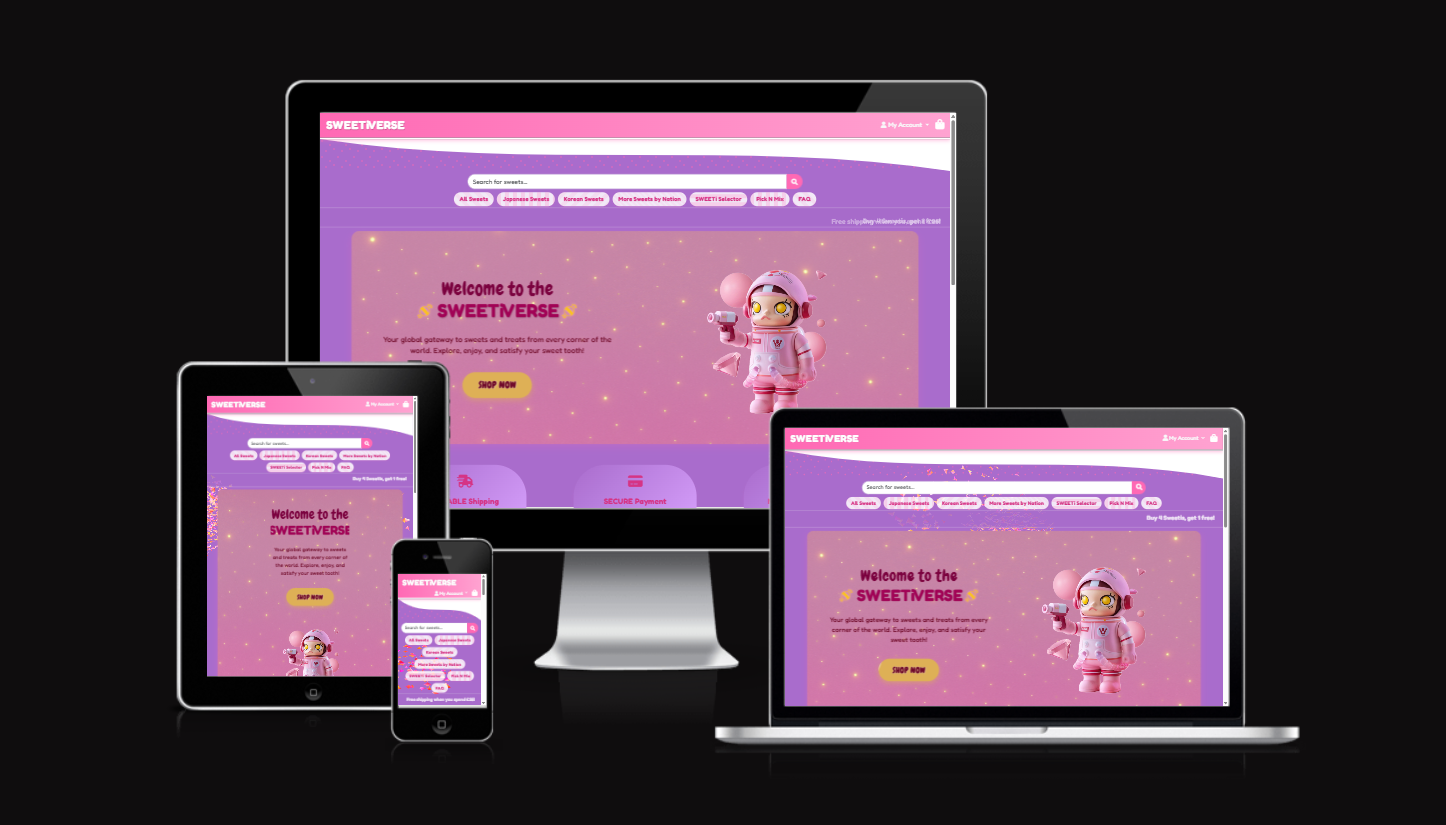 SWEETiVERSE
My Account
Search for sweets...
All Sweets Japanese Sweets Korean Sweets More Sweets by Nation SWEETi Selector Pick N Mix FAQ
Free shipping
get 1 free!
Welcome to the
SWEETiVERSE
Your global gateway to sweets and treats from every corner of the
world. Explore, enjoy, and satisfy your sweet tooth!
SHOP NOW
ABLE Shipping
SECURE Payment
SWEETiVERSE
My Account
Search for sweets...
All Sweets Japanese Sweets Korean Sweets More Sweets by Nation
SWEETi Selector Pick N Mix FAQ
get 1 free!
Welcome to the
SWEETiVERSE
Your global gateway to sweets
and treats from every corner of
the world. Explore, enjoy, and
satisfy your sweet tooth!
SHOP NOW
SWEETiVERSE
My Account
Search for sweets...
All Sweets Japanese Sweets
Korean Sweets
More Sweets by Nation
SWEETi Selector Pick N Mix
FAQ
Free shipping when you spend
SWEETiVERSE
My Account
Search for sweets...
All Sweets Japanese Sweets Korean Sweets More Sweets by Nation SWEETi Selector Pick N Mix FAQ
get 1 free!
Welcome to the
SWEETiVERSE
Your global gateway to sweets and treats from every
corner of the world. Explore, enjoy, and satisfy your
sweet tooth!
SHOP NOW